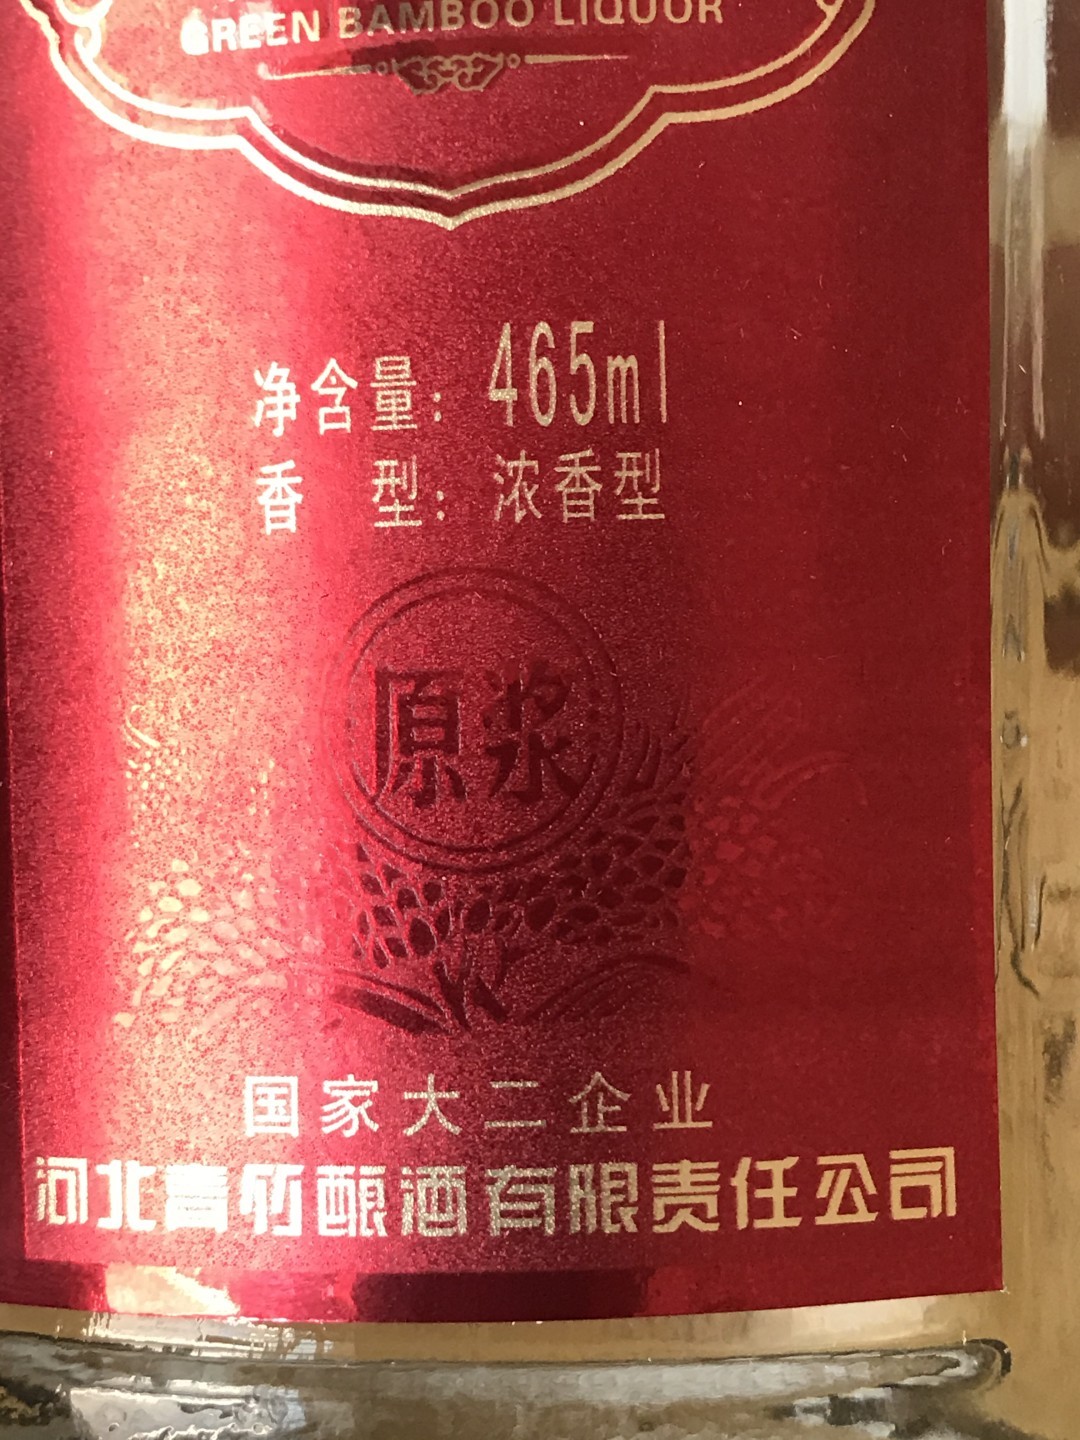 GREEN BAMBOO LIQUOR
净含量：465ml
香　型：浓香型
原浆
国家大二企业
河北青竹酿酒有限责任公司